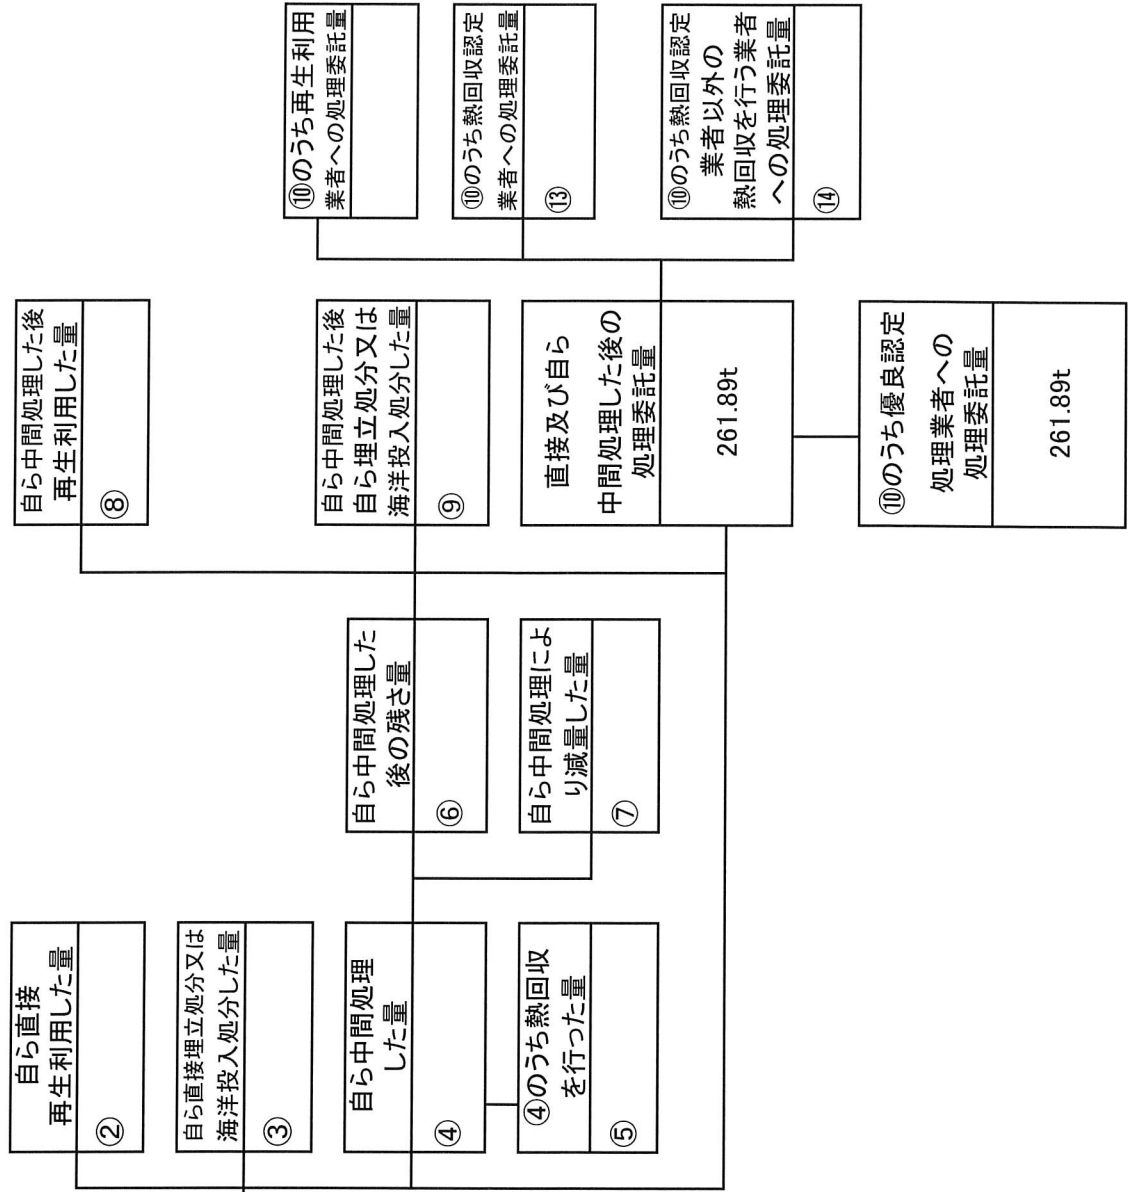 自ら直接
再生利用した量
②
自ら直接埋立処分又は
海洋投入処分した量
③
自ら中間処理
した量
④
④のうち熱回収
を行った量
⑤
自ら中間処理した
後の残さ量
⑥
自ら中間処理によ
り減量した量
⑦
自ら中間処理した後
再生利用した量
⑧
自ら中間処理した後
自ら埋立処分又は
海洋投入処分した量
⑨
直接及び自ら
中間処理した後の
処理委託量
261.89t
⑩のうち優良認定
処理業者への
処理委託量
261.89t
⑩のうち再生利用
業者への処理委託量
⑩のうち熱回収認定
業者への処理委託量
⑬
⑩のうち熱回収認定
業者以外の
熱回収を行う業者
への処理委託量
⑭